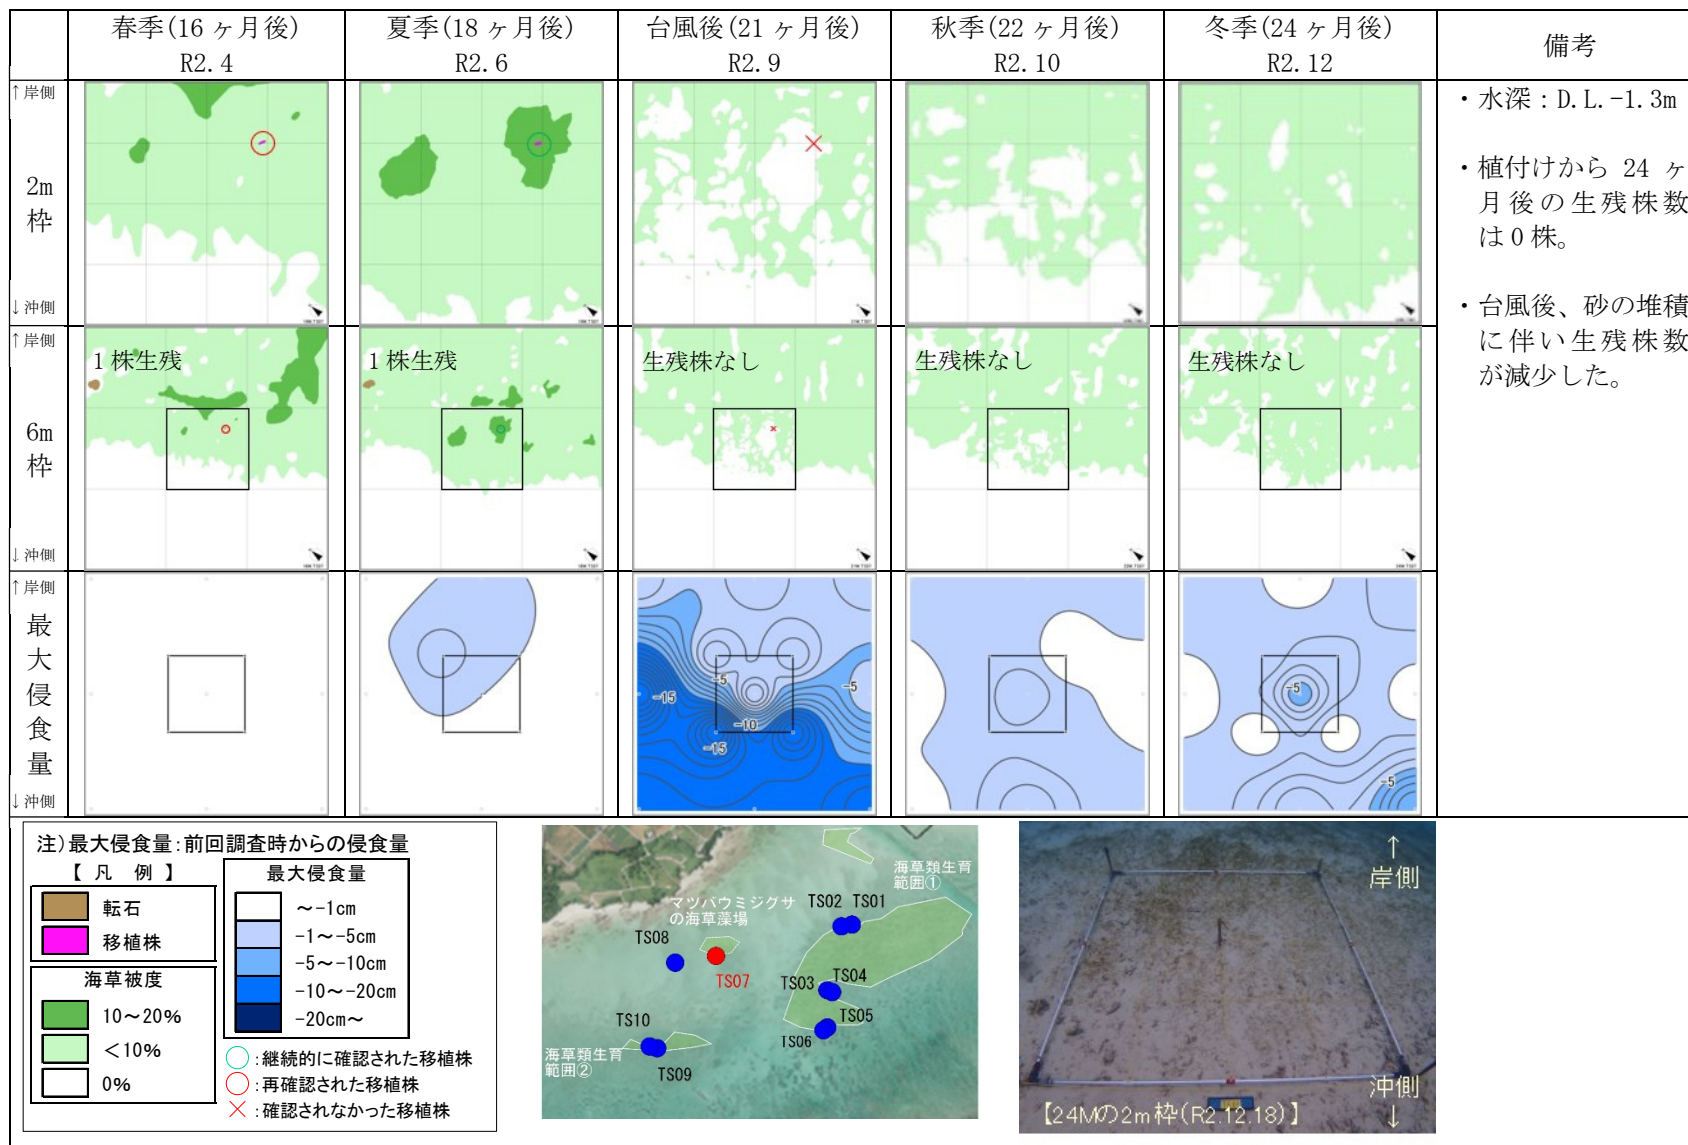 春季(16 ヶ月後)
R2.4
夏季(18 ヶ月後)
R2.6
台風後(21 ヶ月後)
R2.9
秋季(22 ヶ月後)
R2.10
冬季(24 ヶ月後)
R2.12
備考
↑岸側
2m
枠
↓沖側
・水深：D.L.-1.3m
・植付けから 24 ヶ
月後の生残株数
は0株。
・台風後、砂の堆積
に伴い生残株数
が減少した。
↑岸側
6m
枠
↓沖側
1株生残
1株生残
生残株なし
生残株なし
生残株なし
↑岸側
最
大
侵
食
量
↓沖側
-5
-15
-5
-10
-15
-5
-5
注)最大侵食量:前回調査時からの侵食量
【 凡 例 】
転石
移植株
海草被度
10～20%
＜10%
0%
最大侵食量
～-1cm
-1～-5cm
-5～-10cm
-10～-20cm
-20cm～
:継続的に確認された移植株
:再確認された移植株
:確認されなかった移植株
海草類生育
範囲①
マツバウミジグサ
の海草藻場
TS02
TS01
TS08
TS07
TS03
TS04
TS05
TS06
TS10
TS09
海草類生育
範囲②
↑
岸側
沖側
↓
【24Mの2m枠(R2.12.18)】